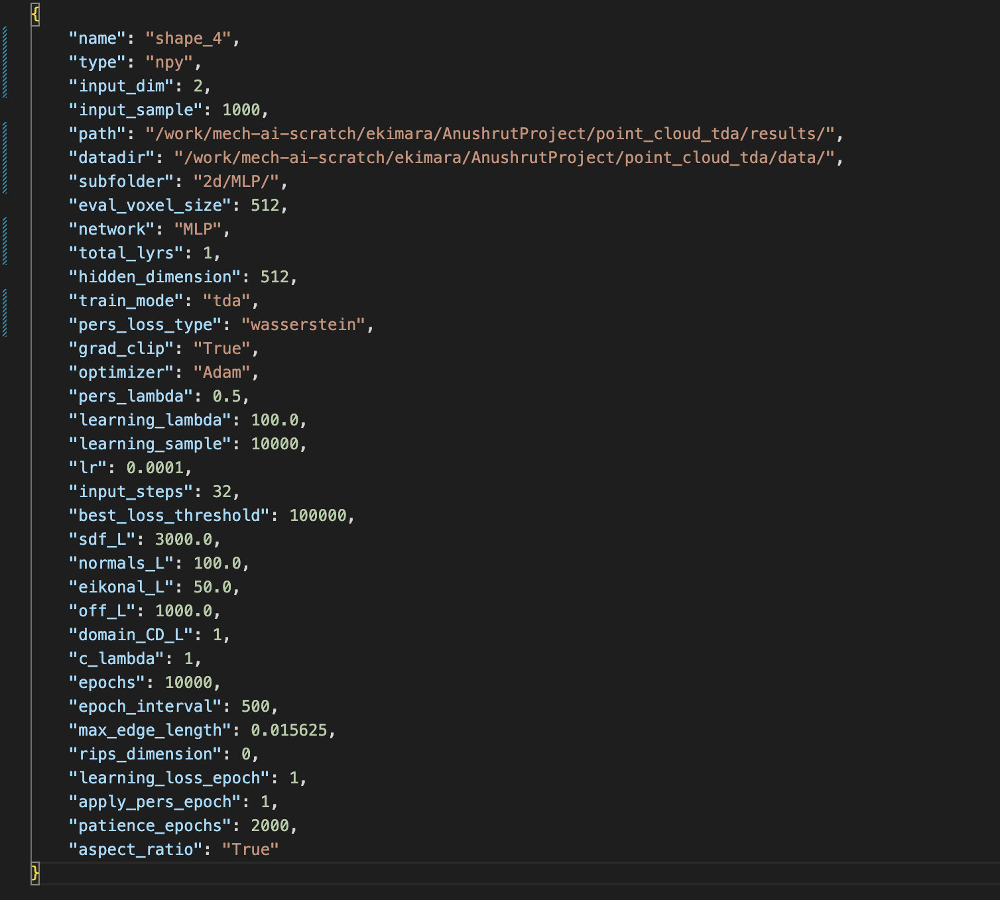 {
"name": "shape_4",
"type": "npy",
"input_dim": 2,
"input_sample": 1000,
"path": "/work/mech-ai-scratch/ekimara/AnushrutProject/point_cloud_tda/results/",
"datadir": "/work/mech-ai-scratch/ekimara/AnushrutProject/point_cloud_tda/data/",
"subfolder": "2d/MLP/",
"eval_voxel_size": 512,
"network": "MLP",
"total_lyrs": 1,
"hidden_dimension": 512,
"train_mode": "tda",
"pers_loss_type": "wasserstein",
"grad_clip": "True",
"optimizer": "Adam",
"pers_lambda": 0.5,
"learning_lambda": 100.0,
"learning_sample": 10000,
"lr": 0.0001,
"input_steps": 32,
"best_loss_threshold": 100000,
"sdf_L": 3000.0,
"normals_L": 100.0,
"eikonal_L": 50.0,
"off_L": 1000.0,
"domain_CD_L": 1,
"c_lambda": 1,
"epochs": 10000,
"epoch_interval": 500,
"max_edge_length": 0.015625,
"rips_dimension": 0,
"learning_loss_epoch": 1,
"apply_pers_epoch": 1,
"patience_epochs": 2000,
"aspect_ratio": "True"
}